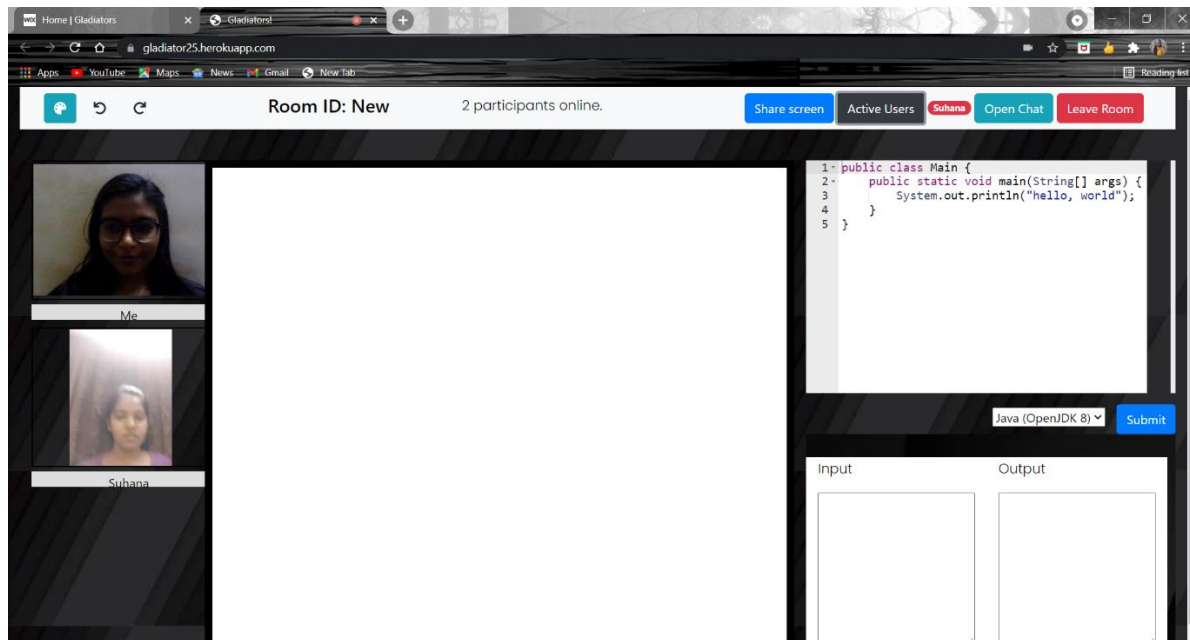 WiX Home | Gladiators
Gladiators!
gladiator25.herokuapp.com
Apps YouTube Maps News Gmail New Tab
Reading list
Room ID: New
2 participants online.
Share screen Active Users Suhana Open Chat Leave Room
Me
Suhana
1 public class Main {
2 public static void main(String[] args) {
3 System.out.println("hello, world");
4 }
5 }
Java (OpenJDK 8)
Submit
Input Output